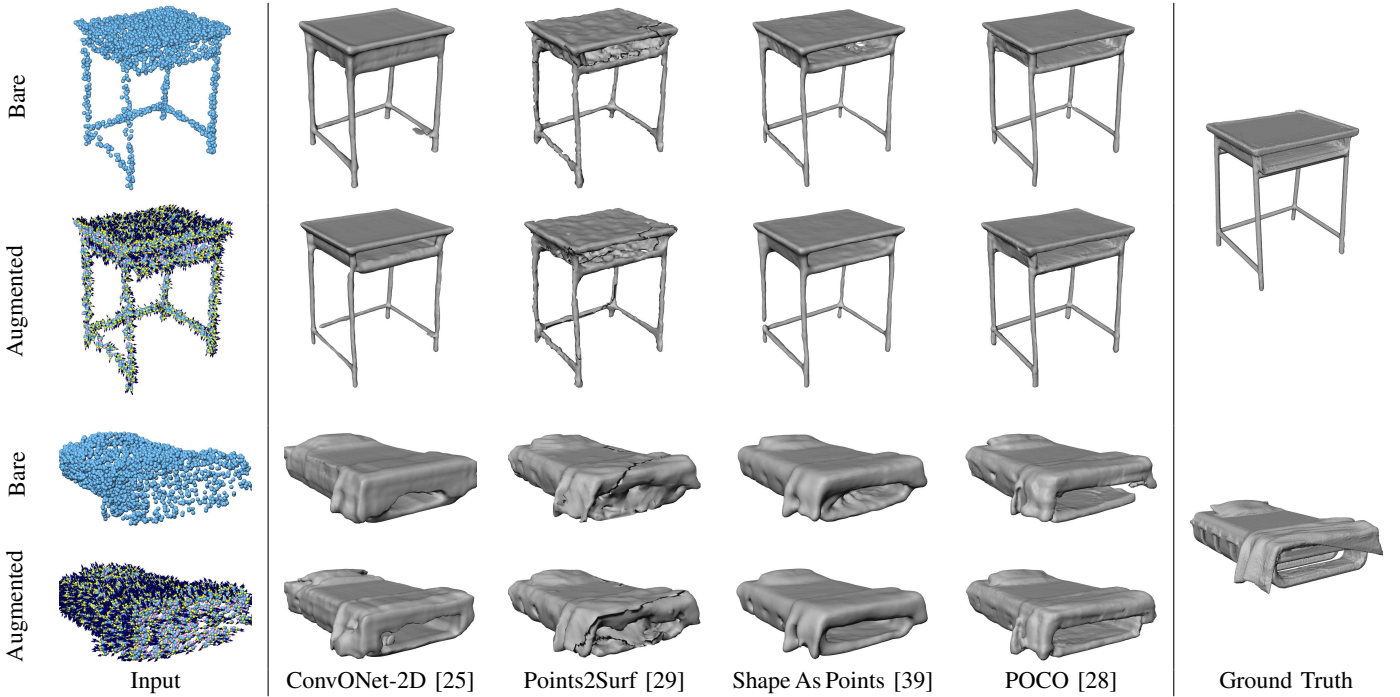 Bare
Augmented
Bare
Augmented
Input
ConvONet-2D [25]
Points2Surf [29]
Shape As Points [39]
POCO [28]
Ground Truth